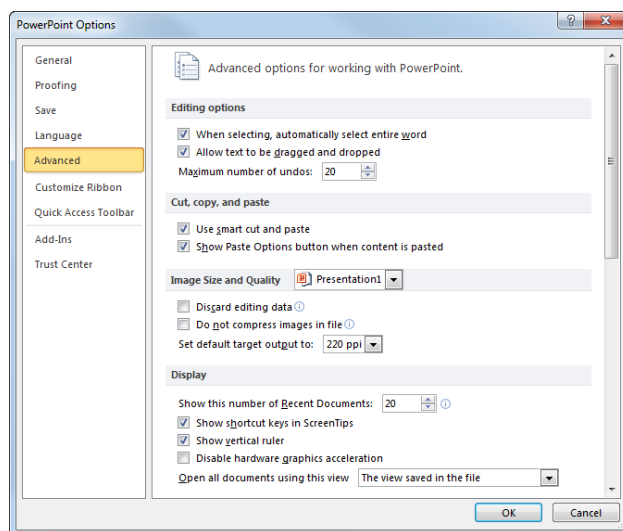 PowerPoint Options
General
Proofing
Save
Language
Advanced
Customize Ribbon
Quick Access Toolbar
Add-Ins
Trust Center
Advanced options for working with PowerPoint.
Editing options
When selecting, automatically select entire word
Allow text to be dragged and dropped
Maximum number of undos: 20
Cut, copy, and paste
Use smart cut and paste
Show Paste Options button when content is pasted
Image Size and Quality Presentation1
Discard editing data
Do not compress images in file
Set default target output to: 220 ppi
Display
Show this number of Recent Documents: 20
Show shortcut keys in ScreenTips
Show vertical ruler
Disable hardware graphics acceleration
Open all documents using this view The view saved in the file
OK Cancel